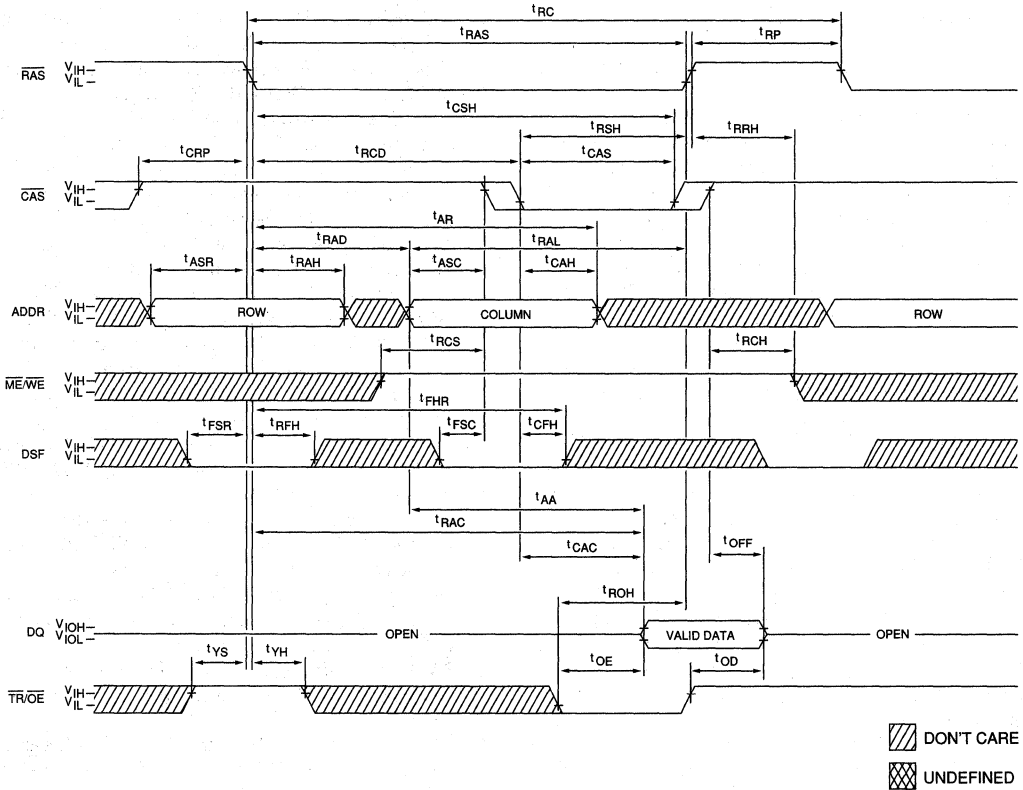 tRC
tRAS tRP
RAS VIH
VIL
tCSH
tRSH tRRH
tCRP tRCD tCAS
CAS VIH
VIL
tAR
tRAD tRAL
tASR tRAH tASC tCAH
ADDR VIH
VIL
ROW COLUMN ROW
tRCS tRCH
ME/WE VIH
VIL
tFHR
tFSR tRFH tFSC tCFH
DSF VIH
VIL
tAA
tRAC
tCAC tOFF
tROH
DQ VIOH
VIOL
OPEN VALID DATA OPEN
tYS tYH tOE tOD
TR/OE VIH
VIL
DON'T CARE
UNDEFINED